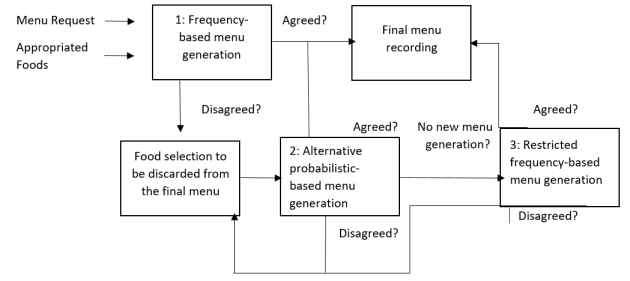 Menu Request
Appropriated
Foods
1: Frequency-
based menu
generation
Agreed?
Final menu
recording
Disagreed?
Agreed?
No new menu
generation?
Agreed?
Food selection to
be discarded from
the final menu
2: Alternative
probabilistic-
based menu
generation
3: Restricted
frequency-based
menu generation
Disagreed?
Disagreed?